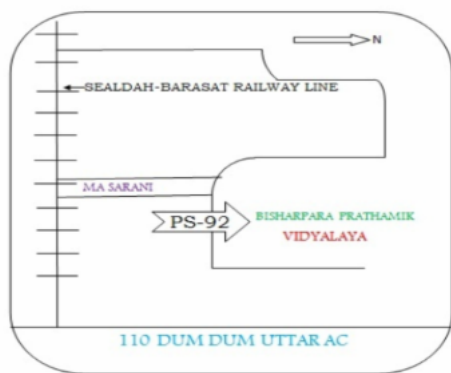 N
SEALDAH-BARASAT RAILWAY LINE
MA SARANI
PS-92
BISHARPARA PRATHAMIK
VIDYALAYA
110 DUM DUM UTTAR AC